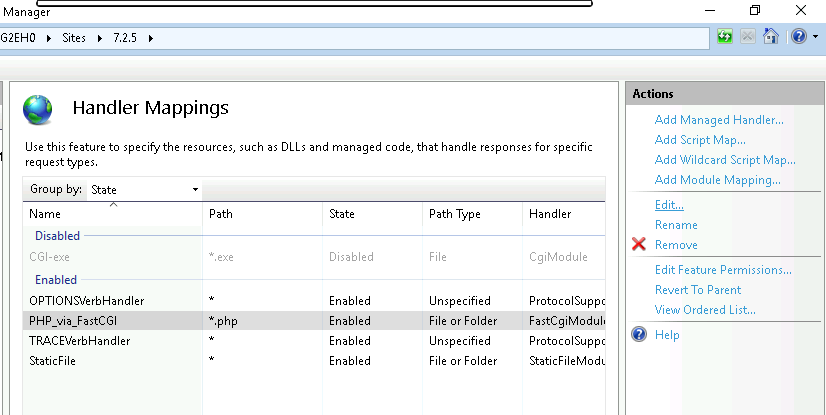 Manager
G2EH0 Sites 7.2.5
Handler Mappings
Use this feature to specify the resources, such as DLLs and managed code, that handle responses for specific
request types.
Group by: State
Name Path State Path Type Handler
Disabled
CGI-exe *.exe Disabled File CgiModule
Enabled
OPTIONSVerbHandler * Enabled Unspecified ProtocolSuppo
PHP_via_FastCGI *.php Enabled File or Folder FastCgiModule
TRACEVerbHandler * Enabled Unspecified ProtocolSuppo
StaticFile * Enabled File or Folder StaticFileModu
Actions
Add Managed Handler...
Add Script Map...
Add Wildcard Script Map...
Add Module Mapping...
Edit...
Rename
Remove
Edit Feature Permissions...
Revert To Parent
View Ordered List...
Help